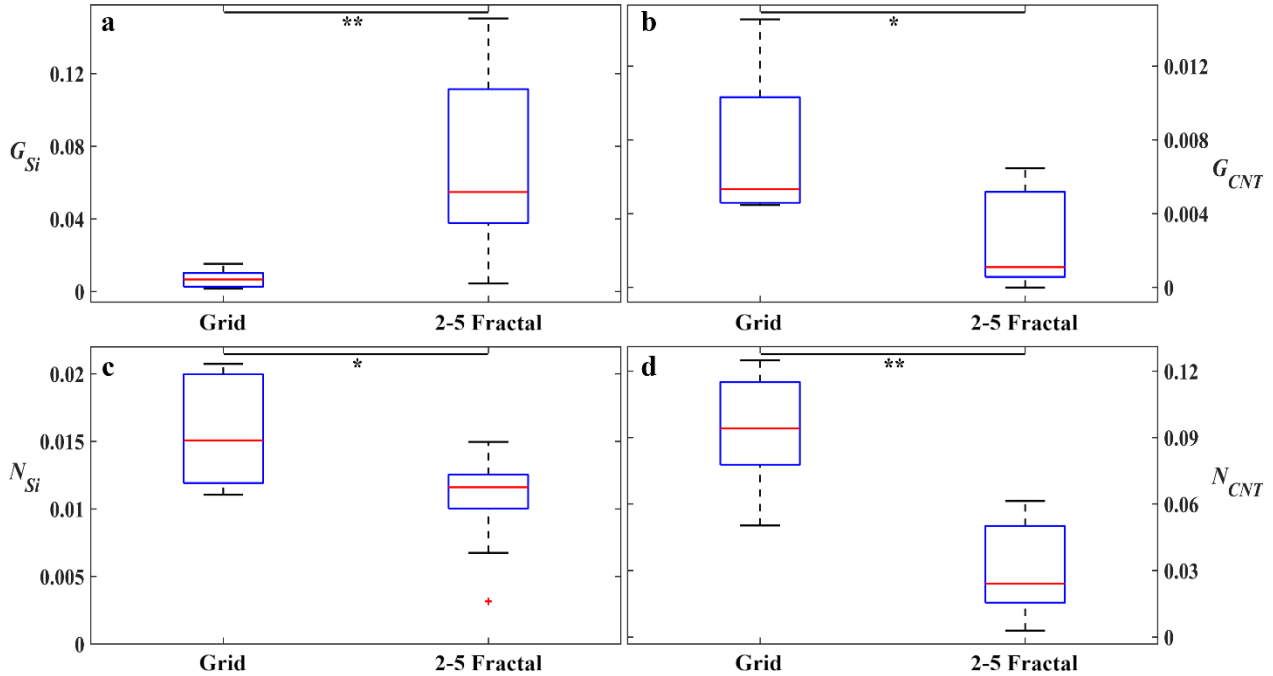 a
**
0.12
0.08
0.04
0
G_Si
Grid
2-5 Fractal
b
*
0.012
0.008
0.004
0
G_CNT
Grid
2-5 Fractal
c
*
0.02
0.015
0.01
0.005
0
N_Si
Grid
2-5 Fractal
d
**
0.12
0.09
0.06
0.03
0
N_CNT
Grid
2-5 Fractal